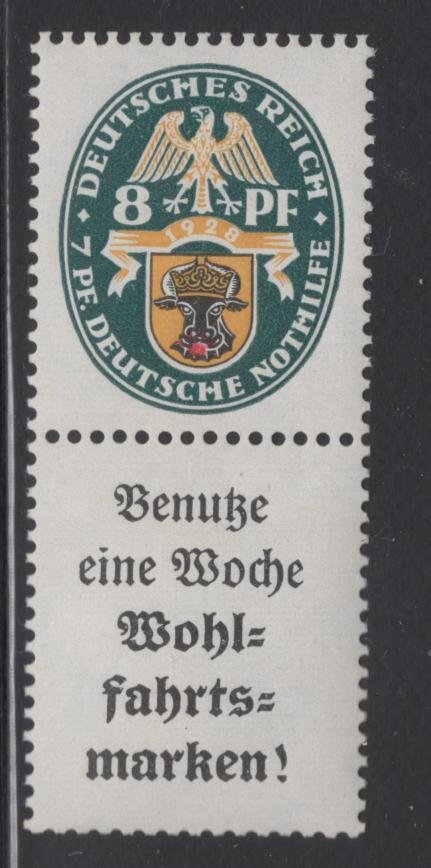 DEUTSCHES REICH
8 PF
1928
7 PF. DEUTSCHE NOTHILFE
Benutze
eine Woche
Wohl=
fahrts=
marken!